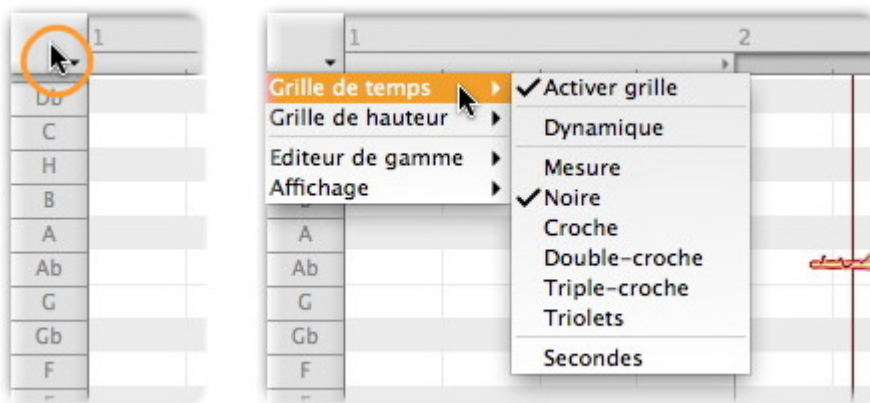 1
Db
C
H
B
A
Ab
G
Gb
F
1 2
Grille de temps
Grille de hauteur
Editeur de gamme
Affichage
Activer grille
Dynamique
Mesure
Noire
Croche
Double-croche
Triple-croche
Triolets
Secondes
A
Ab
G
Gb
F